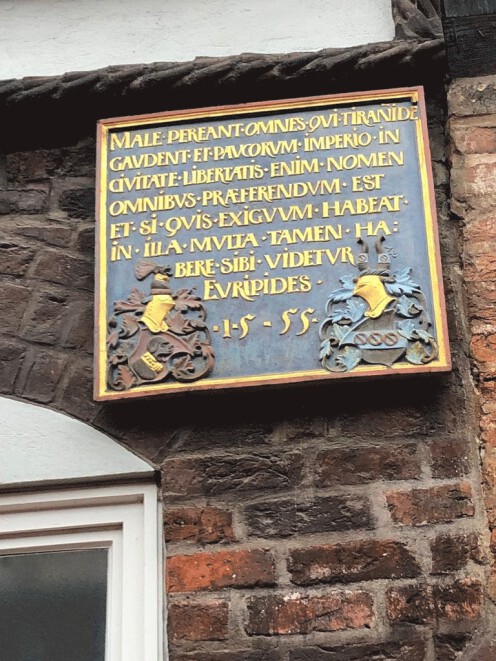 MALE·PEREANT·OMNES·QVI·TIRANIDE
GAVDENT·ET·PAVCORVM·IMPERIO·IN
CIVITATE·LIBERTATIS·ENIM·NOMEN
OMNIBVS·PRÆFERENDVM·EST
ET·SI·QVIS·EXIGVVM·HABEAT·
IN·ILLA·MVLTA·TAMEN·HA:
BERE·SIBI·VIDETVR
EVRIPIDES·
·1·5·55·